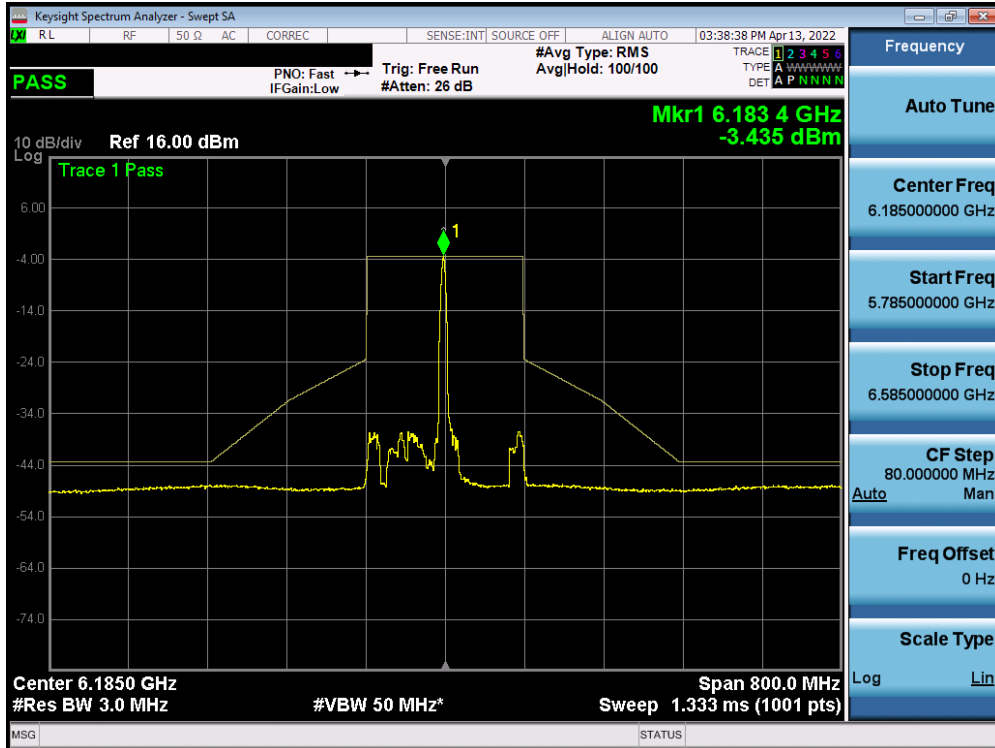 Keysight Spectrum Analyzer - Swept SA
LXI RL RF 50 Ω AC CORREC SENSE:INT SOURCE OFF ALIGN AUTO 03:38:38 PM Apr 13, 2022
PASS
PNO: Fast
IFGain:Low
Trig: Free Run
#Atten: 26 dB
#Avg Type: RMS
Avg|Hold: 100/100
TRACE 1 2 3 4 5 6
TYPE A WWWWW
DET A P N N N N
Mkr1 6.183 4 GHz
-3.435 dBm
10 dB/div Ref 16.00 dBm
Log
Trace 1 Pass
1
6.00
-4.00
-14.0
-24.0
-34.0
-44.0
-54.0
-64.0
-74.0
Center 6.1850 GHz Span 800.0 MHz
#Res BW 3.0 MHz #VBW 50 MHz* Sweep 1.333 ms (1001 pts)
MSG STATUS
Frequency
Auto Tune
Center Freq
6.185000000 GHz
Start Freq
5.785000000 GHz
Stop Freq
6.585000000 GHz
CF Step
80.000000 MHz
Auto Man
Freq Offset
0 Hz
Scale Type
Log Lin